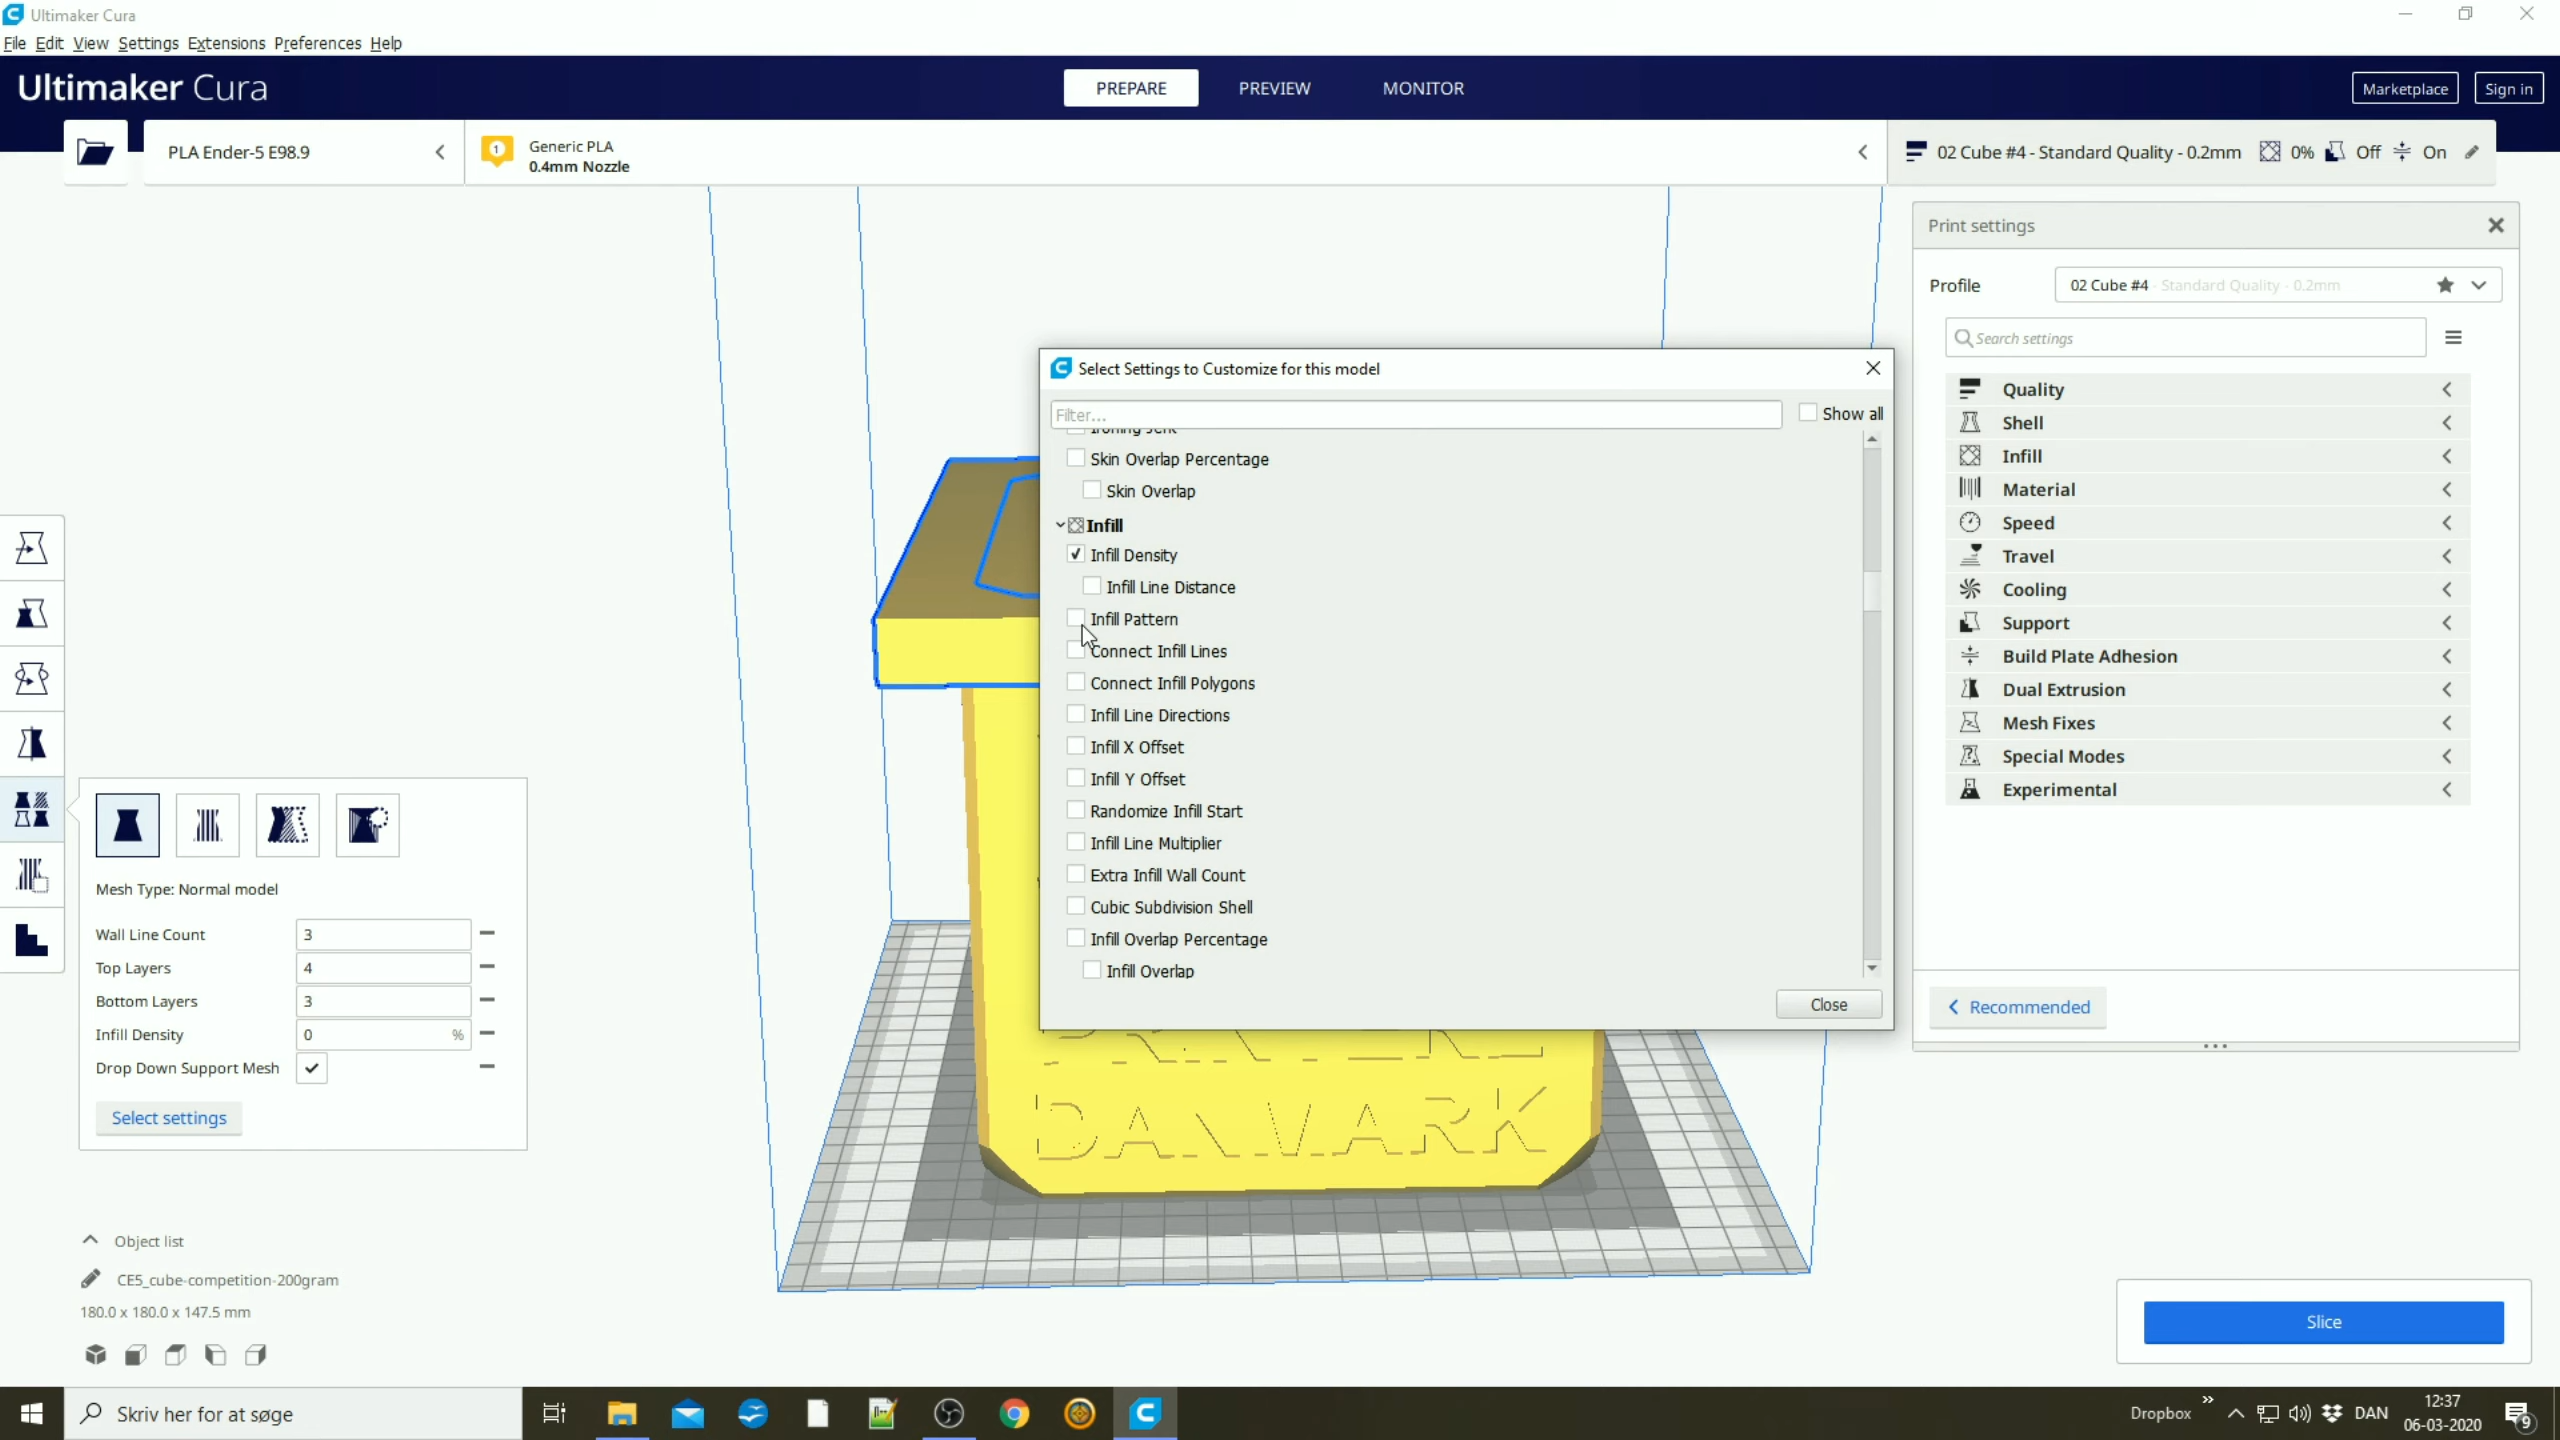 Ultimaker Cura
File Edit View Settings Extensions Preferences Help
Ultimaker Cura
PREPARE
PREVIEW
MONITOR
Marketplace
Sign in
PLA Ender-5 E98.9
1
Generic PLA
0.4mm Nozzle
02 Cube #4 - Standard Quality - 0.2mm
0%
Off
On
Print settings
Profile
02 Cube #4 - Standard Quality - 0.2mm
Search settings
Quality
Shell
Infill
Material
Speed
Travel
Cooling
Support
Build Plate Adhesion
Dual Extrusion
Mesh Fixes
Special Modes
Experimental
Recommended
Select Settings to Customize for this model
Filter...
Show all
Ironing Jerk
Skin Overlap Percentage
Skin Overlap
Infill
Infill Density
Infill Line Distance
Infill Pattern
Connect Infill Lines
Connect Infill Polygons
Infill Line Directions
Infill X Offset
Infill Y Offset
Randomize Infill Start
Infill Line Multiplier
Extra Infill Wall Count
Cubic Subdivision Shell
Infill Overlap Percentage
Infill Overlap
Close
Mesh Type: Normal model
Wall Line Count 3
Top Layers 4
Bottom Layers 3
Infill Density 0 %
Drop Down Support Mesh
Select settings
DANMARK
Object list
CE5_cube-competition-200gram
180.0 x 180.0 x 147.5 mm
Slice
Skriv her for at søge
Dropbox
DAN
12:37
06-03-2020
9